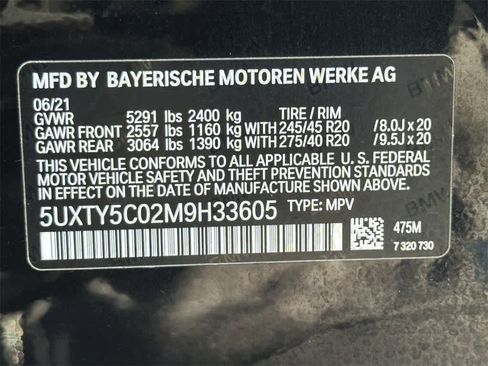 MFD BY BAYERISCHE MOTOREN WERKE AG
06/21
GVWR 5291 lbs 2400 kg TIRE / RIM
GAWR FRONT 2557 lbs 1160 kg WITH 245/45 R20 /8.0J x 20
GAWR REAR 3064 lbs 1390 kg WITH 275/40 R20 /9.5J x 20
THIS VEHICLE CONFORMS TO ALL APPLICABLE U. S. FEDERAL
MOTOR VEHICLE SAFETY AND THEFT PREVENTION STANDARDS
IN EFFECT ON THE DATE OF MANUFACTURE SHOWN ABOVE.
5UXTY5C02M9H33605 TYPE: MPV
475M
7 320 730